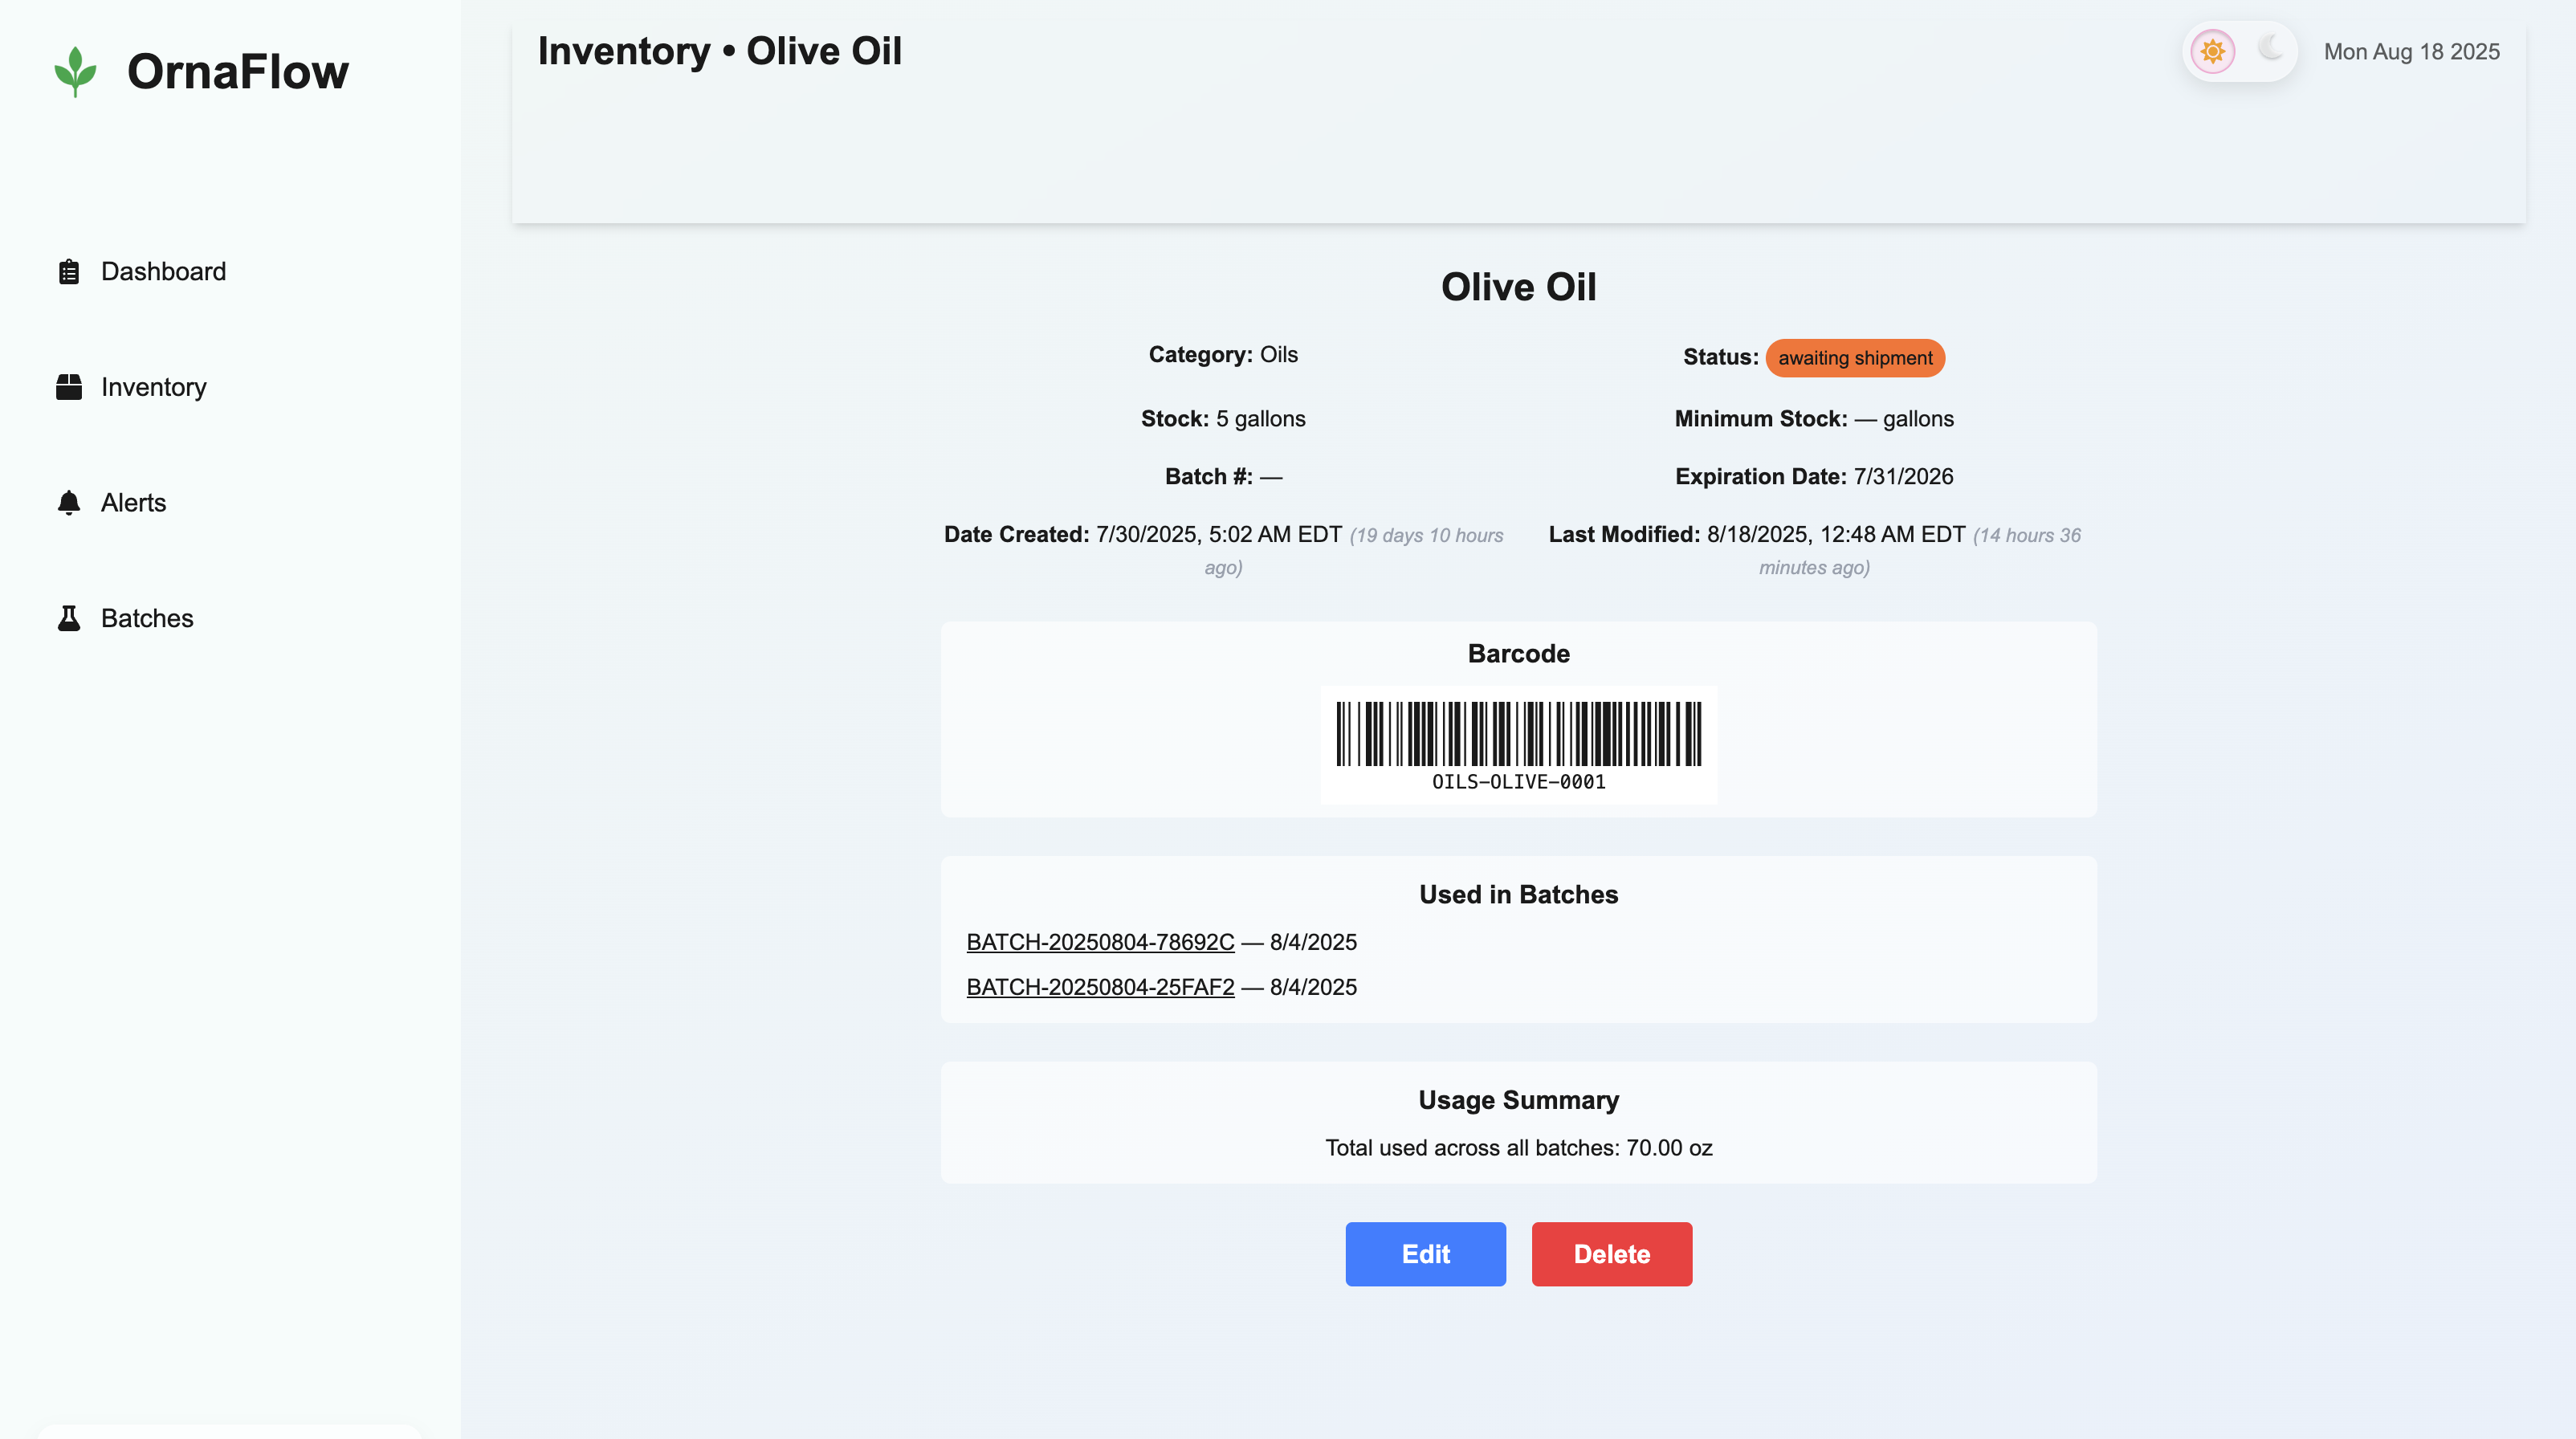 OrnaFlow
Dashboard
Inventory
Alerts
Batches
Inventory • Olive Oil
Mon Aug 18 2025
Olive Oil
Category: Oils
Status: awaiting shipment
Stock: 5 gallons
Minimum Stock: — gallons
Batch #: —
Expiration Date: 7/31/2026
Date Created: 7/30/2025, 5:02 AM EDT (19 days 10 hours
ago)
Last Modified: 8/18/2025, 12:48 AM EDT (14 hours 36
minutes ago)
Barcode
OILS-OLIVE-0001
Used in Batches
BATCH-20250804-78692C — 8/4/2025
BATCH-20250804-25FAF2 — 8/4/2025
Usage Summary
Total used across all batches: 70.00 oz
Edit
Delete